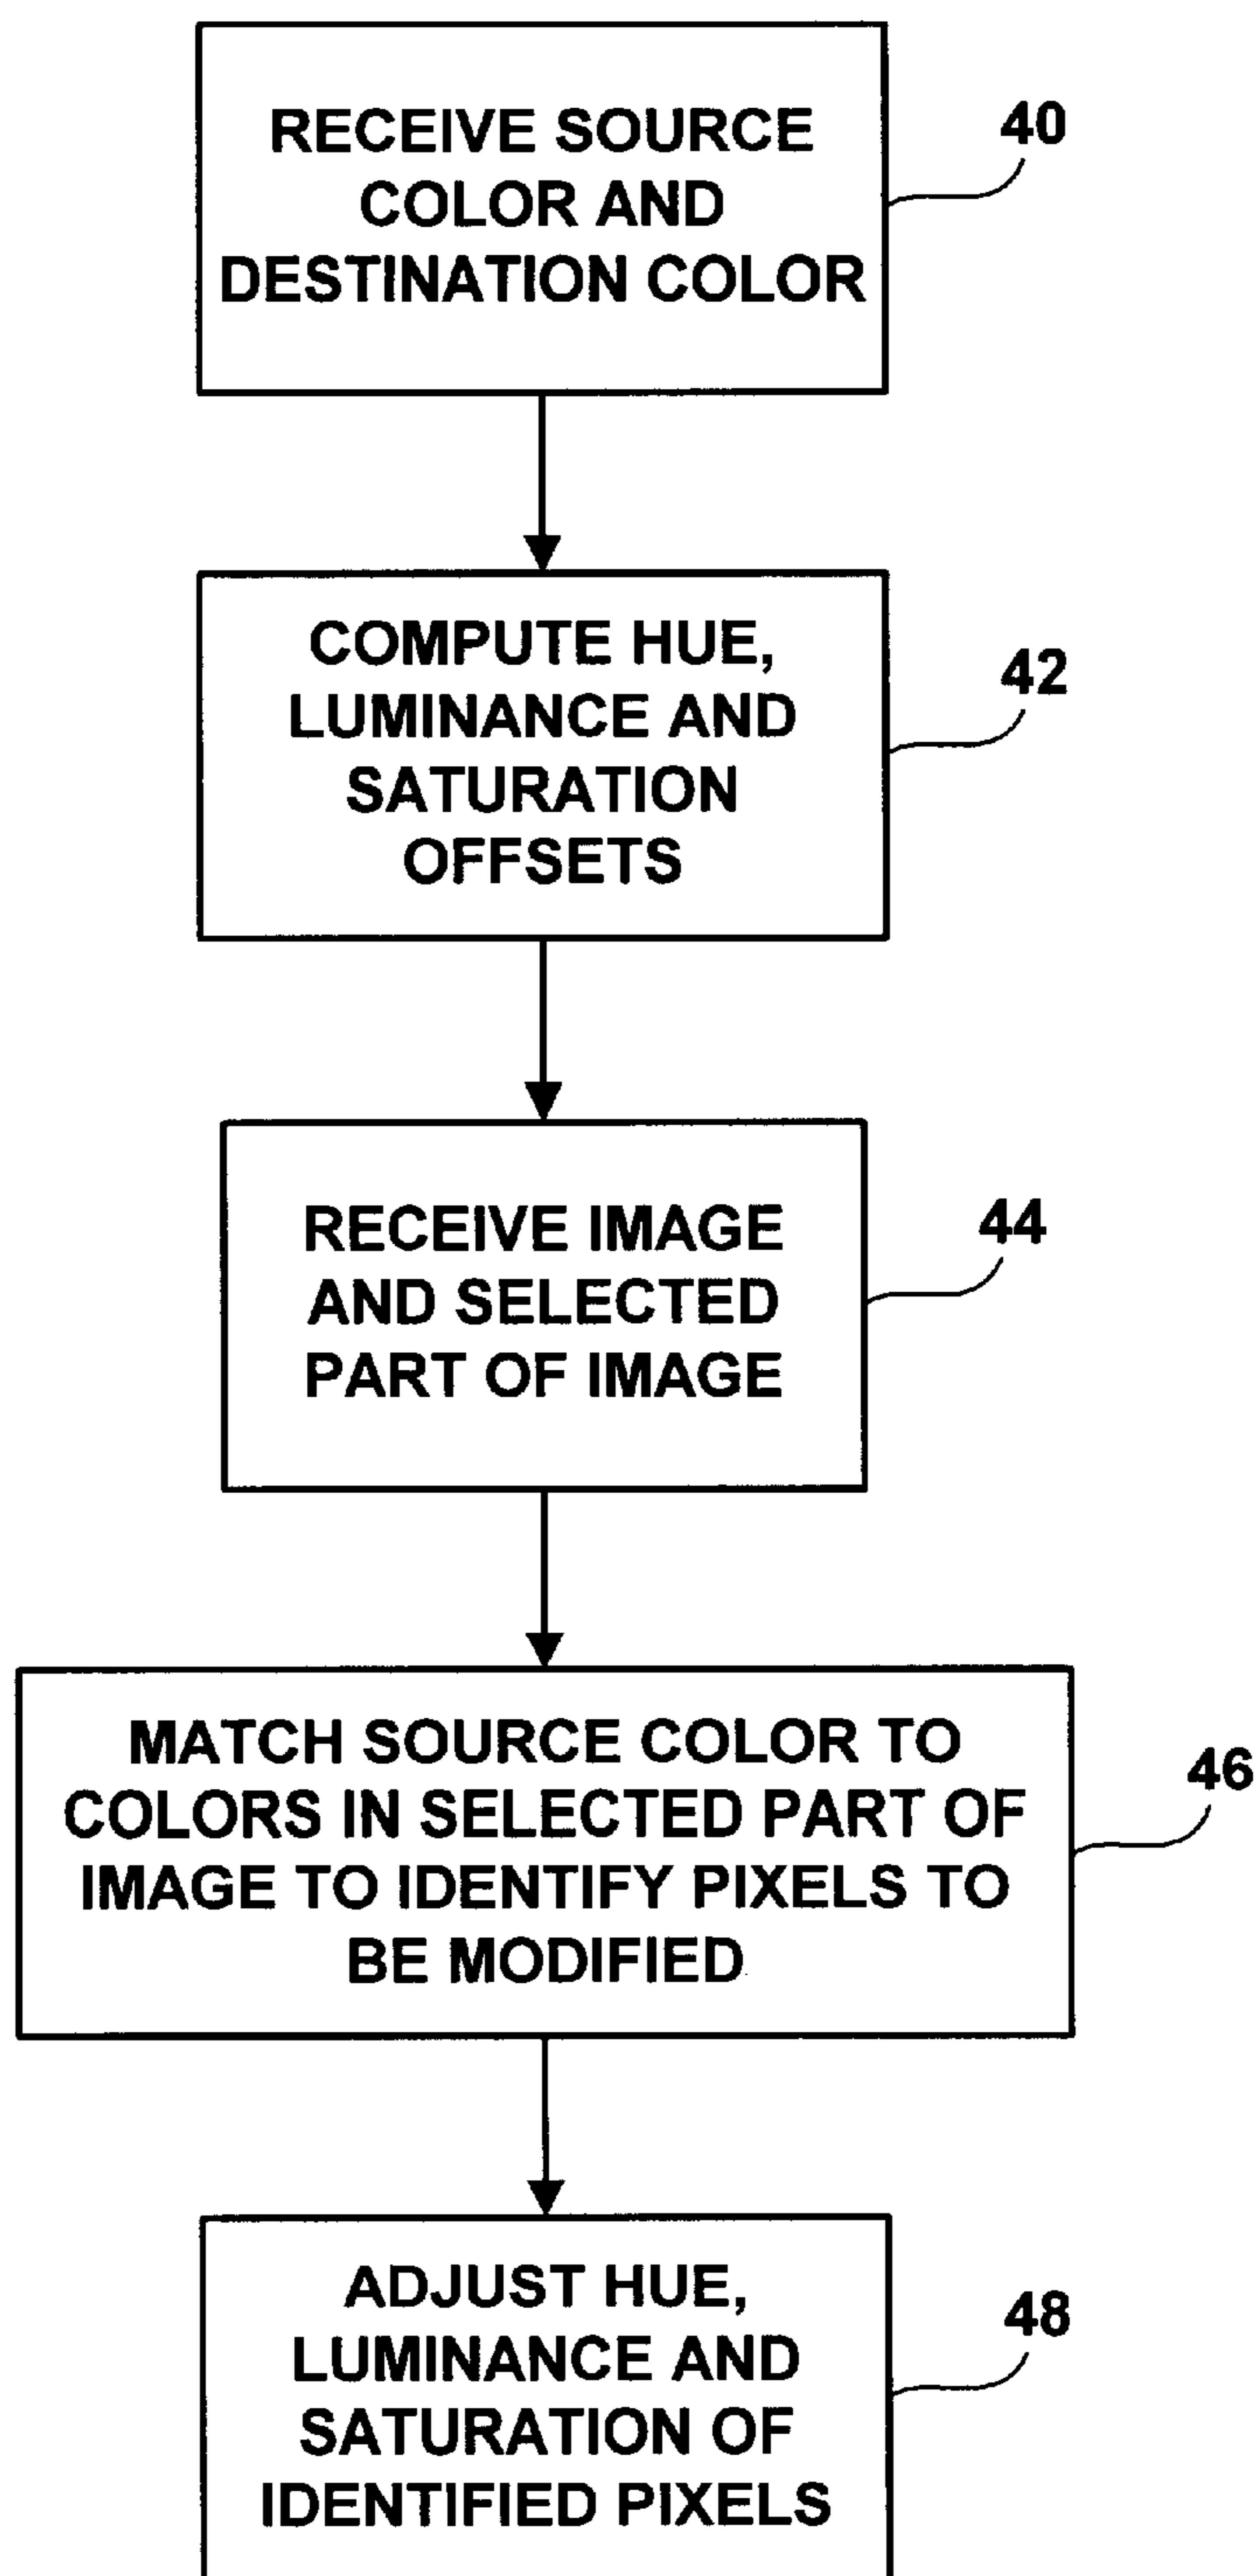 RECEIVE SOURCE
COLOR AND
DESTINATION COLOR
40
COMPUTE HUE,
LUMINANCE AND
SATURATION
OFFSETS
42
RECEIVE IMAGE
AND SELECTED
PART OF IMAGE
44
MATCH SOURCE COLOR TO
COLORS IN SELECTED PART OF
IMAGE TO IDENTIFY PIXELS TO
BE MODIFIED
46
ADJUST HUE,
LUMINANCE AND
SATURATION OF
IDENTIFIED PIXELS
48